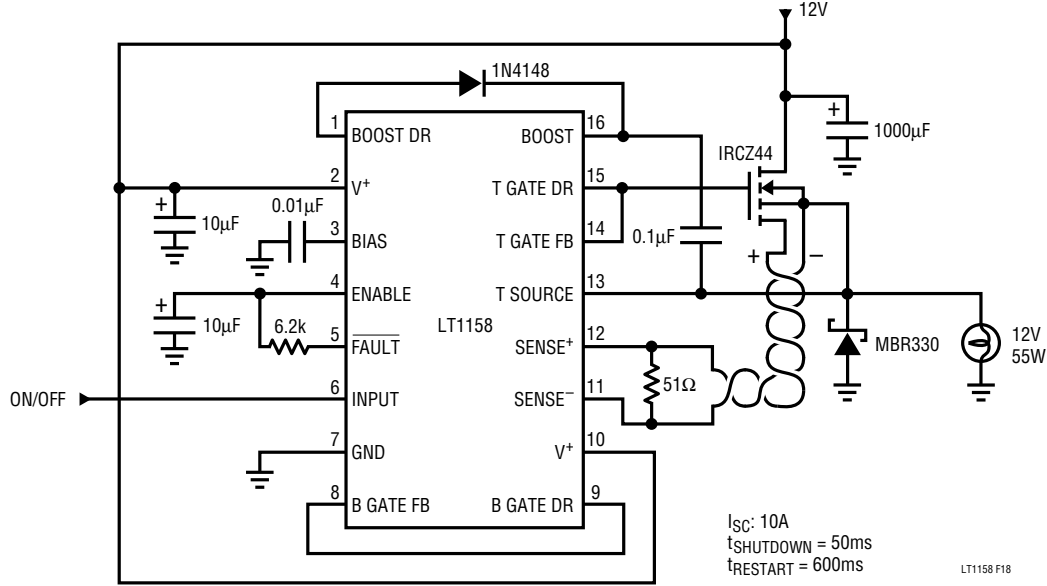 12V
1N4148
1 BOOST DR BOOST 16
+ 1000µF
IRCZ44
2 V+ T GATE DR 15
+ 10µF
0.01µF
3 BIAS T GATE FB 14
0.1µF
+ –
4 ENABLE T SOURCE 13
LT1158
+ 10µF
6.2k
5 FAULT SENSE+ 12
MBR330
12V
55W
51Ω
ON/OFF 6 INPUT SENSE– 11
7 GND V+ 10
8 B GATE FB B GATE DR 9
ISC: 10A
tSHUTDOWN = 50ms
tRESTART = 600ms
LT1158 F18